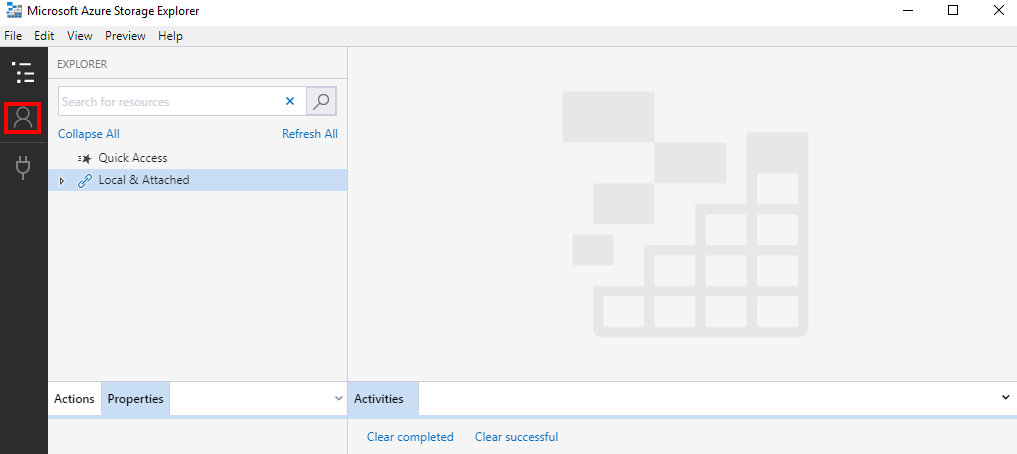 Microsoft Azure Storage Explorer
File Edit View Preview Help
EXPLORER
Search for resources
Collapse All Refresh All
Quick Access
Local & Attached
Actions Properties
Activities
Clear completed Clear successful